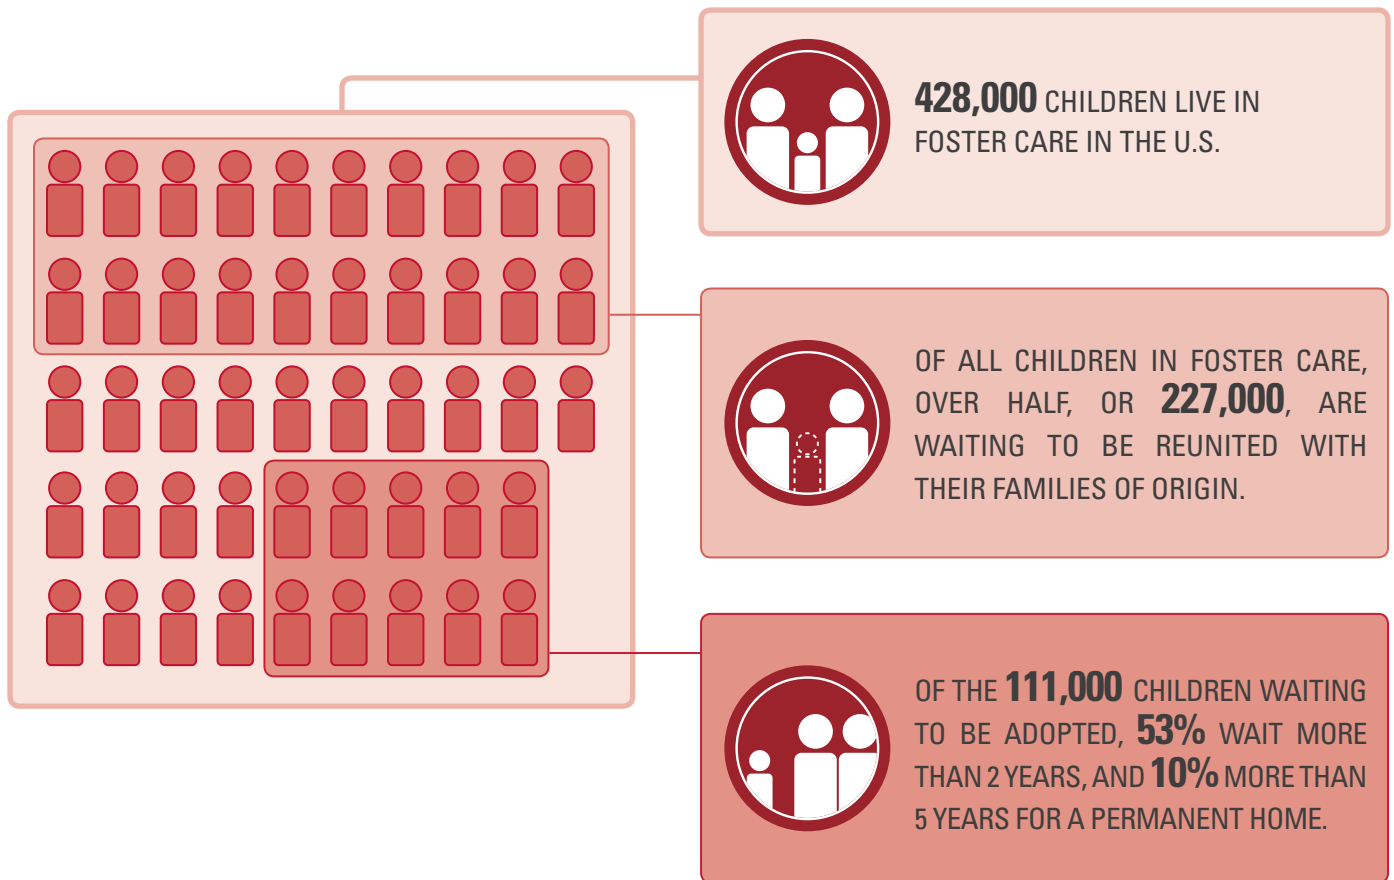 428,000 CHILDREN LIVE IN
FOSTER CARE IN THE U.S.
OF ALL CHILDREN IN FOSTER CARE,
OVER HALF, OR 227,000, ARE
WAITING TO BE REUNITED WITH
THEIR FAMILIES OF ORIGIN.
OF THE 111,000 CHILDREN WAITING
TO BE ADOPTED, 53% WAIT MORE
THAN 2 YEARS, AND 10% MORE THAN
5 YEARS FOR A PERMANENT HOME.